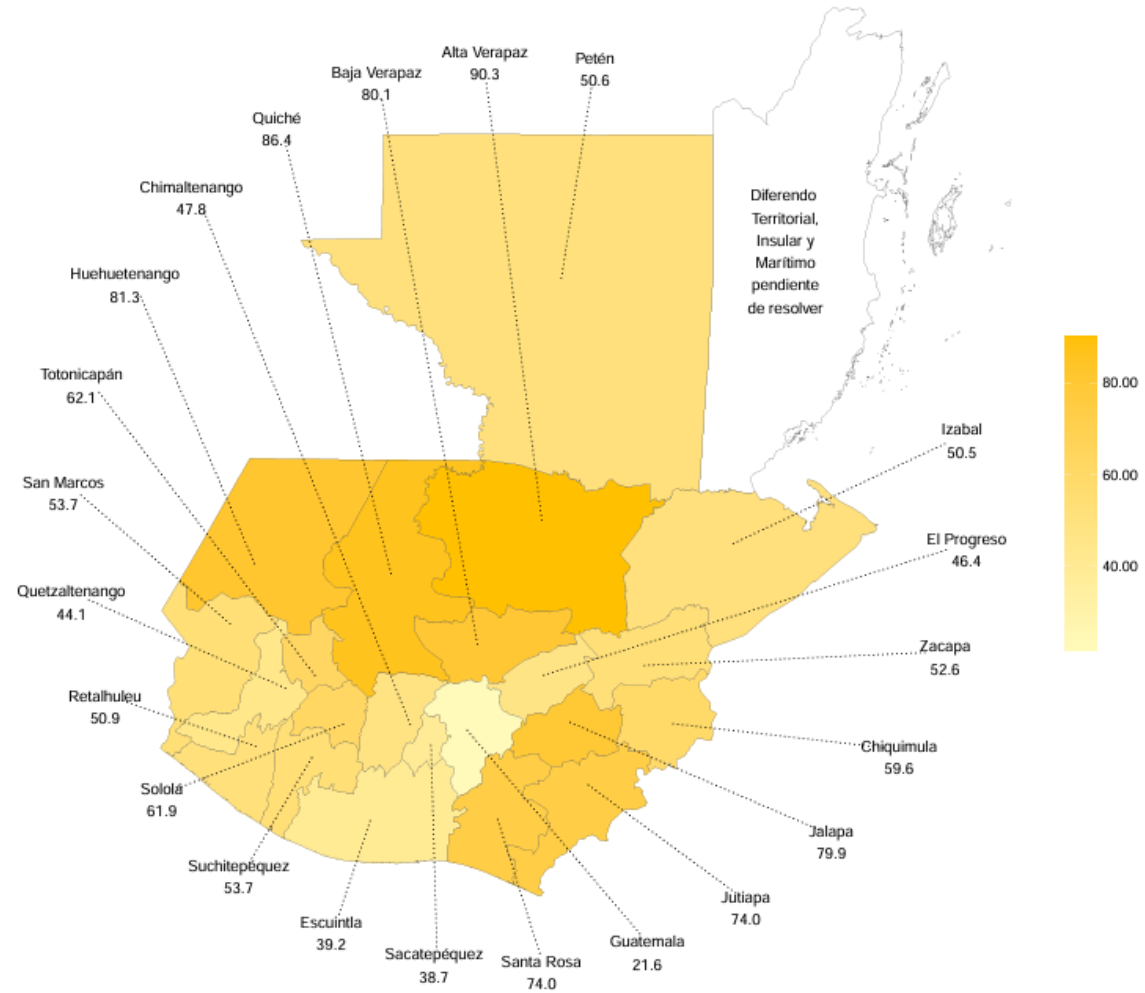 Alta Verapaz
90.3
Petén
50.6
Baja Verapaz
80.1
Quiché
86.4
Chimaltenango
47.8
Diferendo
Territorial,
Insular y
Marítimo
pendiente
de resolver
Huehuetenango
81.3
Totonicapán
62.1
80.00
Izabal
50.5
60.00
San Marcos
53.7
El Progreso
46.4
40.00
Quetzaltenango
44.1
Zacapa
52.6
Retalhuleu
50.9
Chiquimula
59.6
Sololá
61.9
Jalapa
79.9
Suchitepéquez
53.7
Jutiapa
74.0
Escuintla
39.2
Guatemala
21.6
Sacatepéquez
38.7
Santa Rosa
74.0